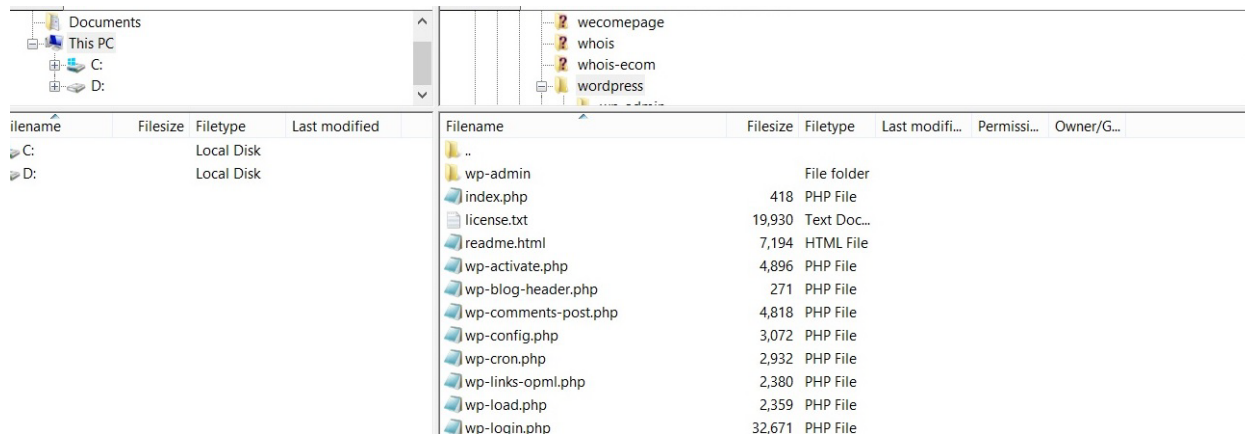 Documents
This PC
C:
D:
wecomepage
whois
whois-ecom
wordpress
ilename Filesize Filetype Last modified
C: Local Disk
D: Local Disk
Filename Filesize Filetype Last modifi... Permissi... Owner/G...
..
wp-admin File folder
index.php 418 PHP File
license.txt 19,930 Text Doc...
readme.html 7,194 HTML File
wp-activate.php 4,896 PHP File
wp-blog-header.php 271 PHP File
wp-comments-post.php 4,818 PHP File
wp-config.php 3,072 PHP File
wp-cron.php 2,932 PHP File
wp-links-opml.php 2,380 PHP File
wp-load.php 2,359 PHP File
wp-login.php 32,671 PHP File